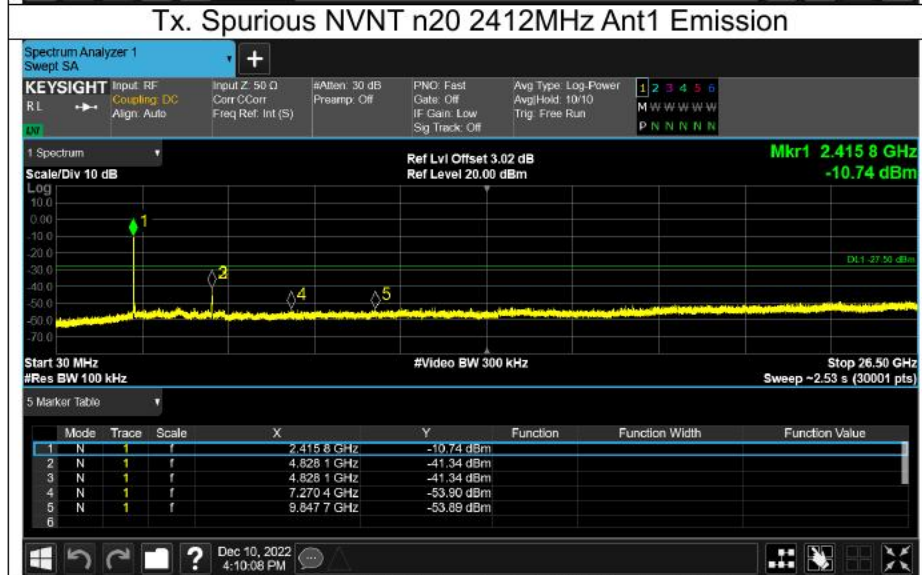 Tx. Spurious NVNT n20 2412MHz Ant1 Emission
Spectrum Analyzer 1
Swept SA
+
KEYSIGHT Input: RF Input Z: 50 Ω #Atten: 30 dB PNO: Fast Avg Type: Log-Power 1 2 3 4 5 6
RL Coupling: DC Corr CCorr Preamp: Off Gate: Off Avg|Hold: 10/10 M W W W W W
Align: Auto Freq Ref: Int (S) IF Gain: Low Trig: Free Run
Sig Track: Off P N N N N N
LXI
1 Spectrum Ref Lvl Offset 3.02 dB Mkr1 2.415 8 GHz
Scale/Div 10 dB Ref Level 20.00 dBm -10.74 dBm
Log
10.0
0.00 1
-10.0
-20.0 DL1 -27.50 dBm
-30.0 2
-40.0 4 5
-50.0
-60.0
-70.0
Start 30 MHz #Video BW 300 kHz Stop 26.50 GHz
#Res BW 100 kHz Sweep ~2.53 s (30001 pts)
5 Marker Table
Mode Trace Scale X Y Function Function Width Function Value
1 N 1 f 2.415 8 GHz -10.74 dBm
2 N 1 f 4.828 1 GHz -41.34 dBm
3 N 1 f 4.828 1 GHz -41.34 dBm
4 N 1 f 7.270 4 GHz -53.90 dBm
5 N 1 f 9.847 7 GHz -53.89 dBm
6
? Dec 10, 2022
4:10:08 PM